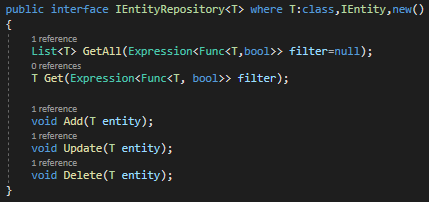 public interface IEntityRepository<T> where T:class,IEntity,new()
{
1 reference
List<T> GetAll(Expression<Func<T,bool>> filter=null);
0 references
T Get(Expression<Func<T, bool>> filter);
1 reference
void Add(T entity);
1 reference
void Update(T entity);
1 reference
void Delete(T entity);
}